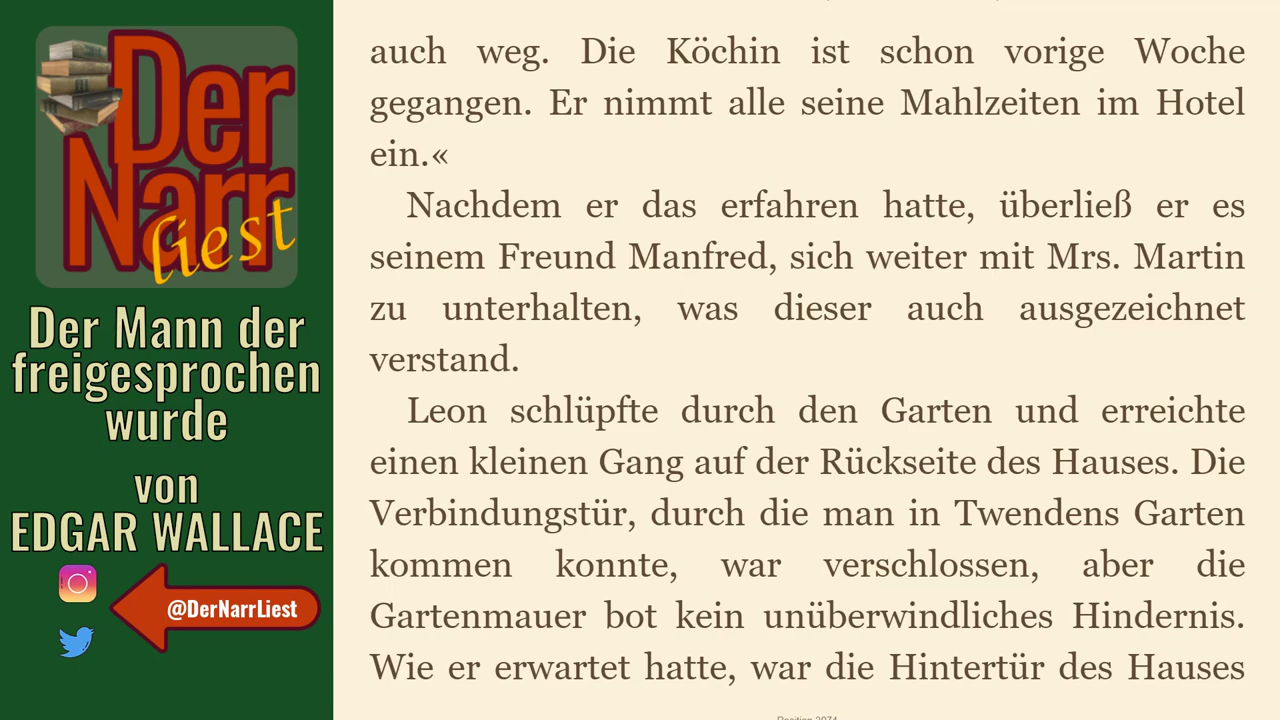 Der
Narr
liest
Der Mann der
freigesprochen
wurde
von
EDGAR WALLACE
@DerNarrLiest
auch weg. Die Köchin ist schon vorige Woche
gegangen. Er nimmt alle seine Mahlzeiten im Hotel
ein.«
Nachdem er das erfahren hatte, überließ er es
seinem Freund Manfred, sich weiter mit Mrs. Martin
zu unterhalten, was dieser auch ausgezeichnet
verstand.
Leon schlüpfte durch den Garten und erreichte
einen kleinen Gang auf der Rückseite des Hauses. Die
Verbindungstür, durch die man in Twendens Garten
kommen konnte, war verschlossen, aber die
Gartenmauer bot kein unüberwindliches Hindernis.
Wie er erwartet hatte, war die Hintertür des Hauses